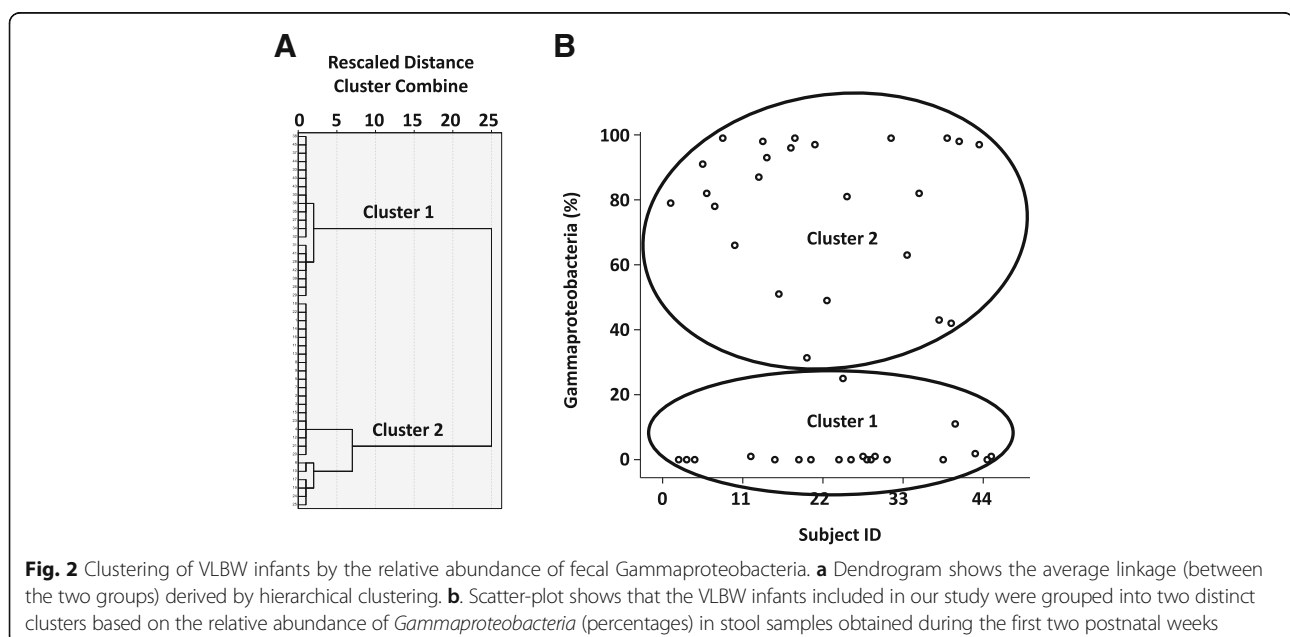 A
Rescaled Distance
Cluster Combine
0 5 10 15 20 25
Cluster 1
Cluster 2
B
Gammaproteobacteria (%)
100
80
60
40
20
0
Cluster 2
Cluster 1
0 11 22 33 44
Subject ID
Fig. 2 Clustering of VLBW infants by the relative abundance of fecal Gammaproteobacteria. a Dendrogram shows the average linkage (between
the two groups) derived by hierarchical clustering. b. Scatter-plot shows that the VLBW infants included in our study were grouped into two distinct
clusters based on the relative abundance of Gammaproteobacteria (percentages) in stool samples obtained during the first two postnatal weeks